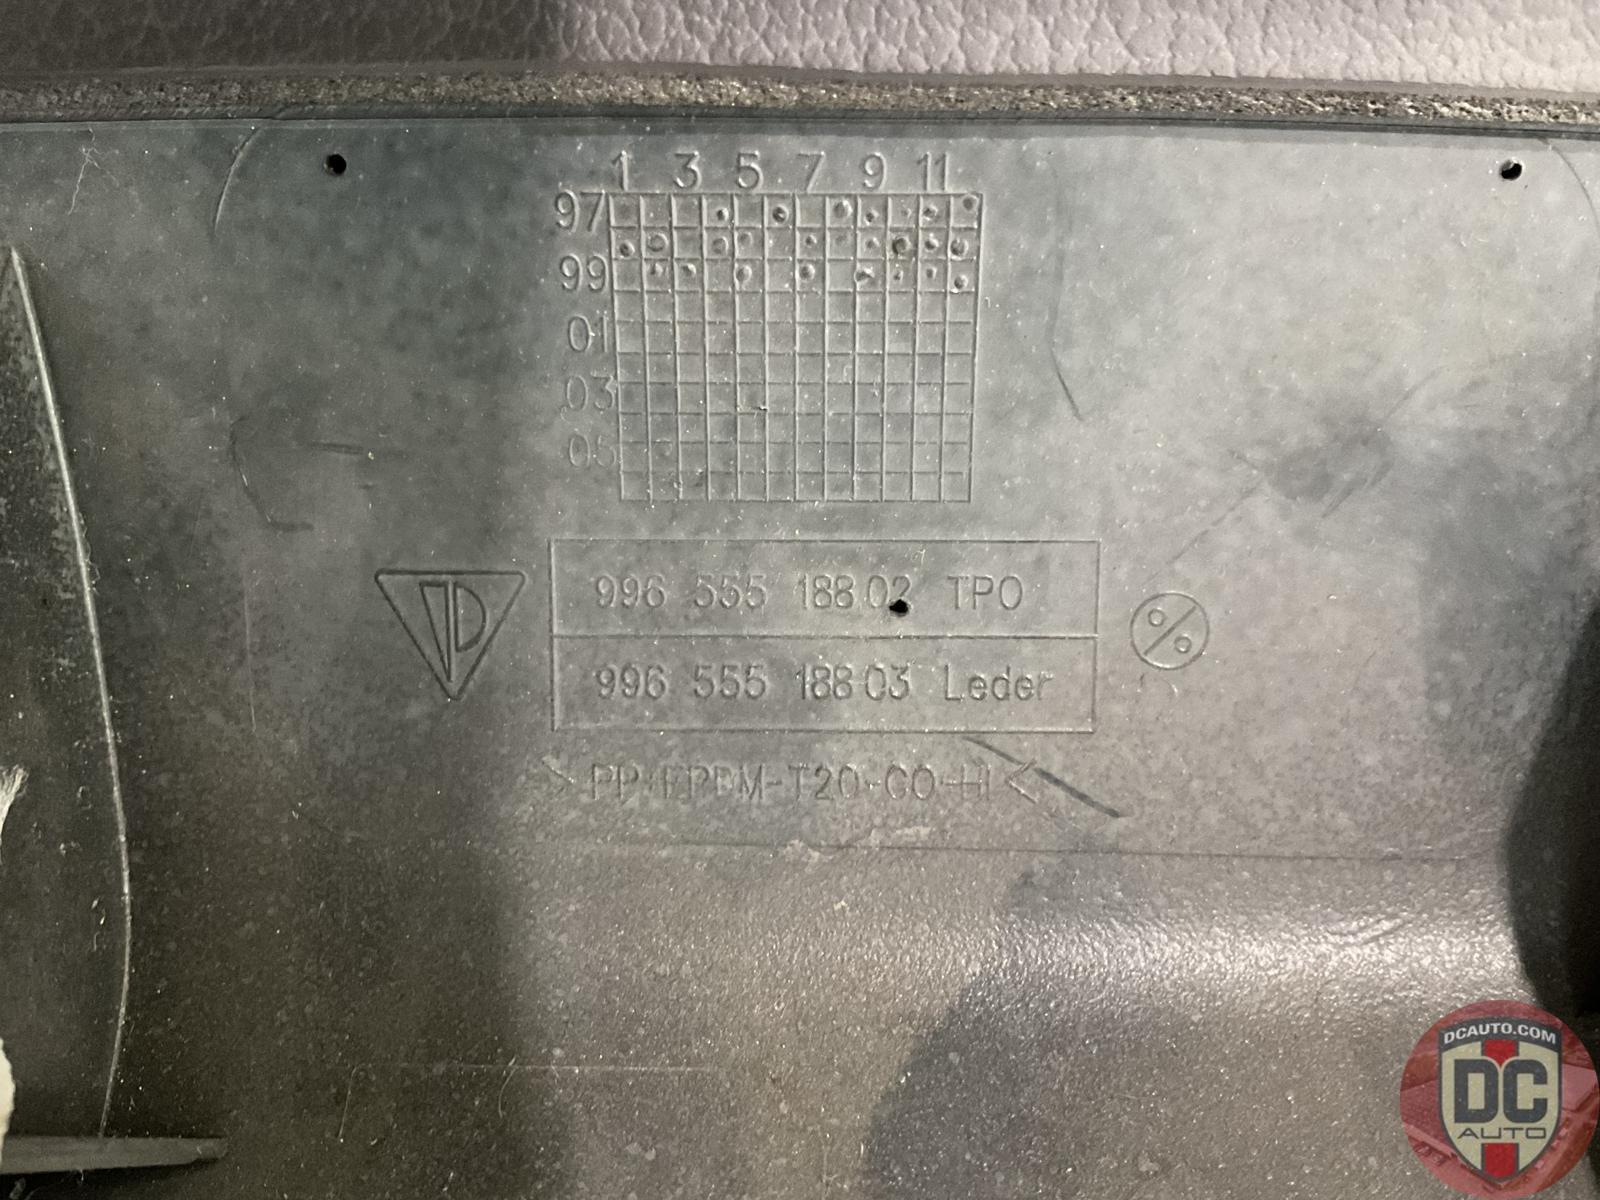 1 3 5 7 9 11
97
99
01
03
05
996 555 188 02 TPO
996 555 188 03 Leder
>PP/EPDM-T20-CO-HI<
DCAUTO.COM
DC
AUTO